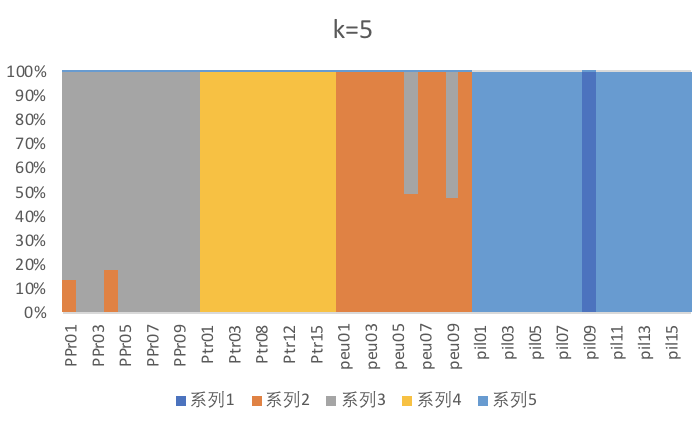 k=5
100%
90%
80%
70%
60%
50%
40%
30%
20%
10%
0%
PPr01
PPr03
PPr05
PPr07
PPr09
Ptr01
Ptr03
Ptr08
Ptr12
Ptr15
peu01
peu03
peu05
peu07
peu09
pil01
pil03
pil05
pil07
pil09
pil11
pil13
pil15
系列1 系列2 系列3 系列4 系列5